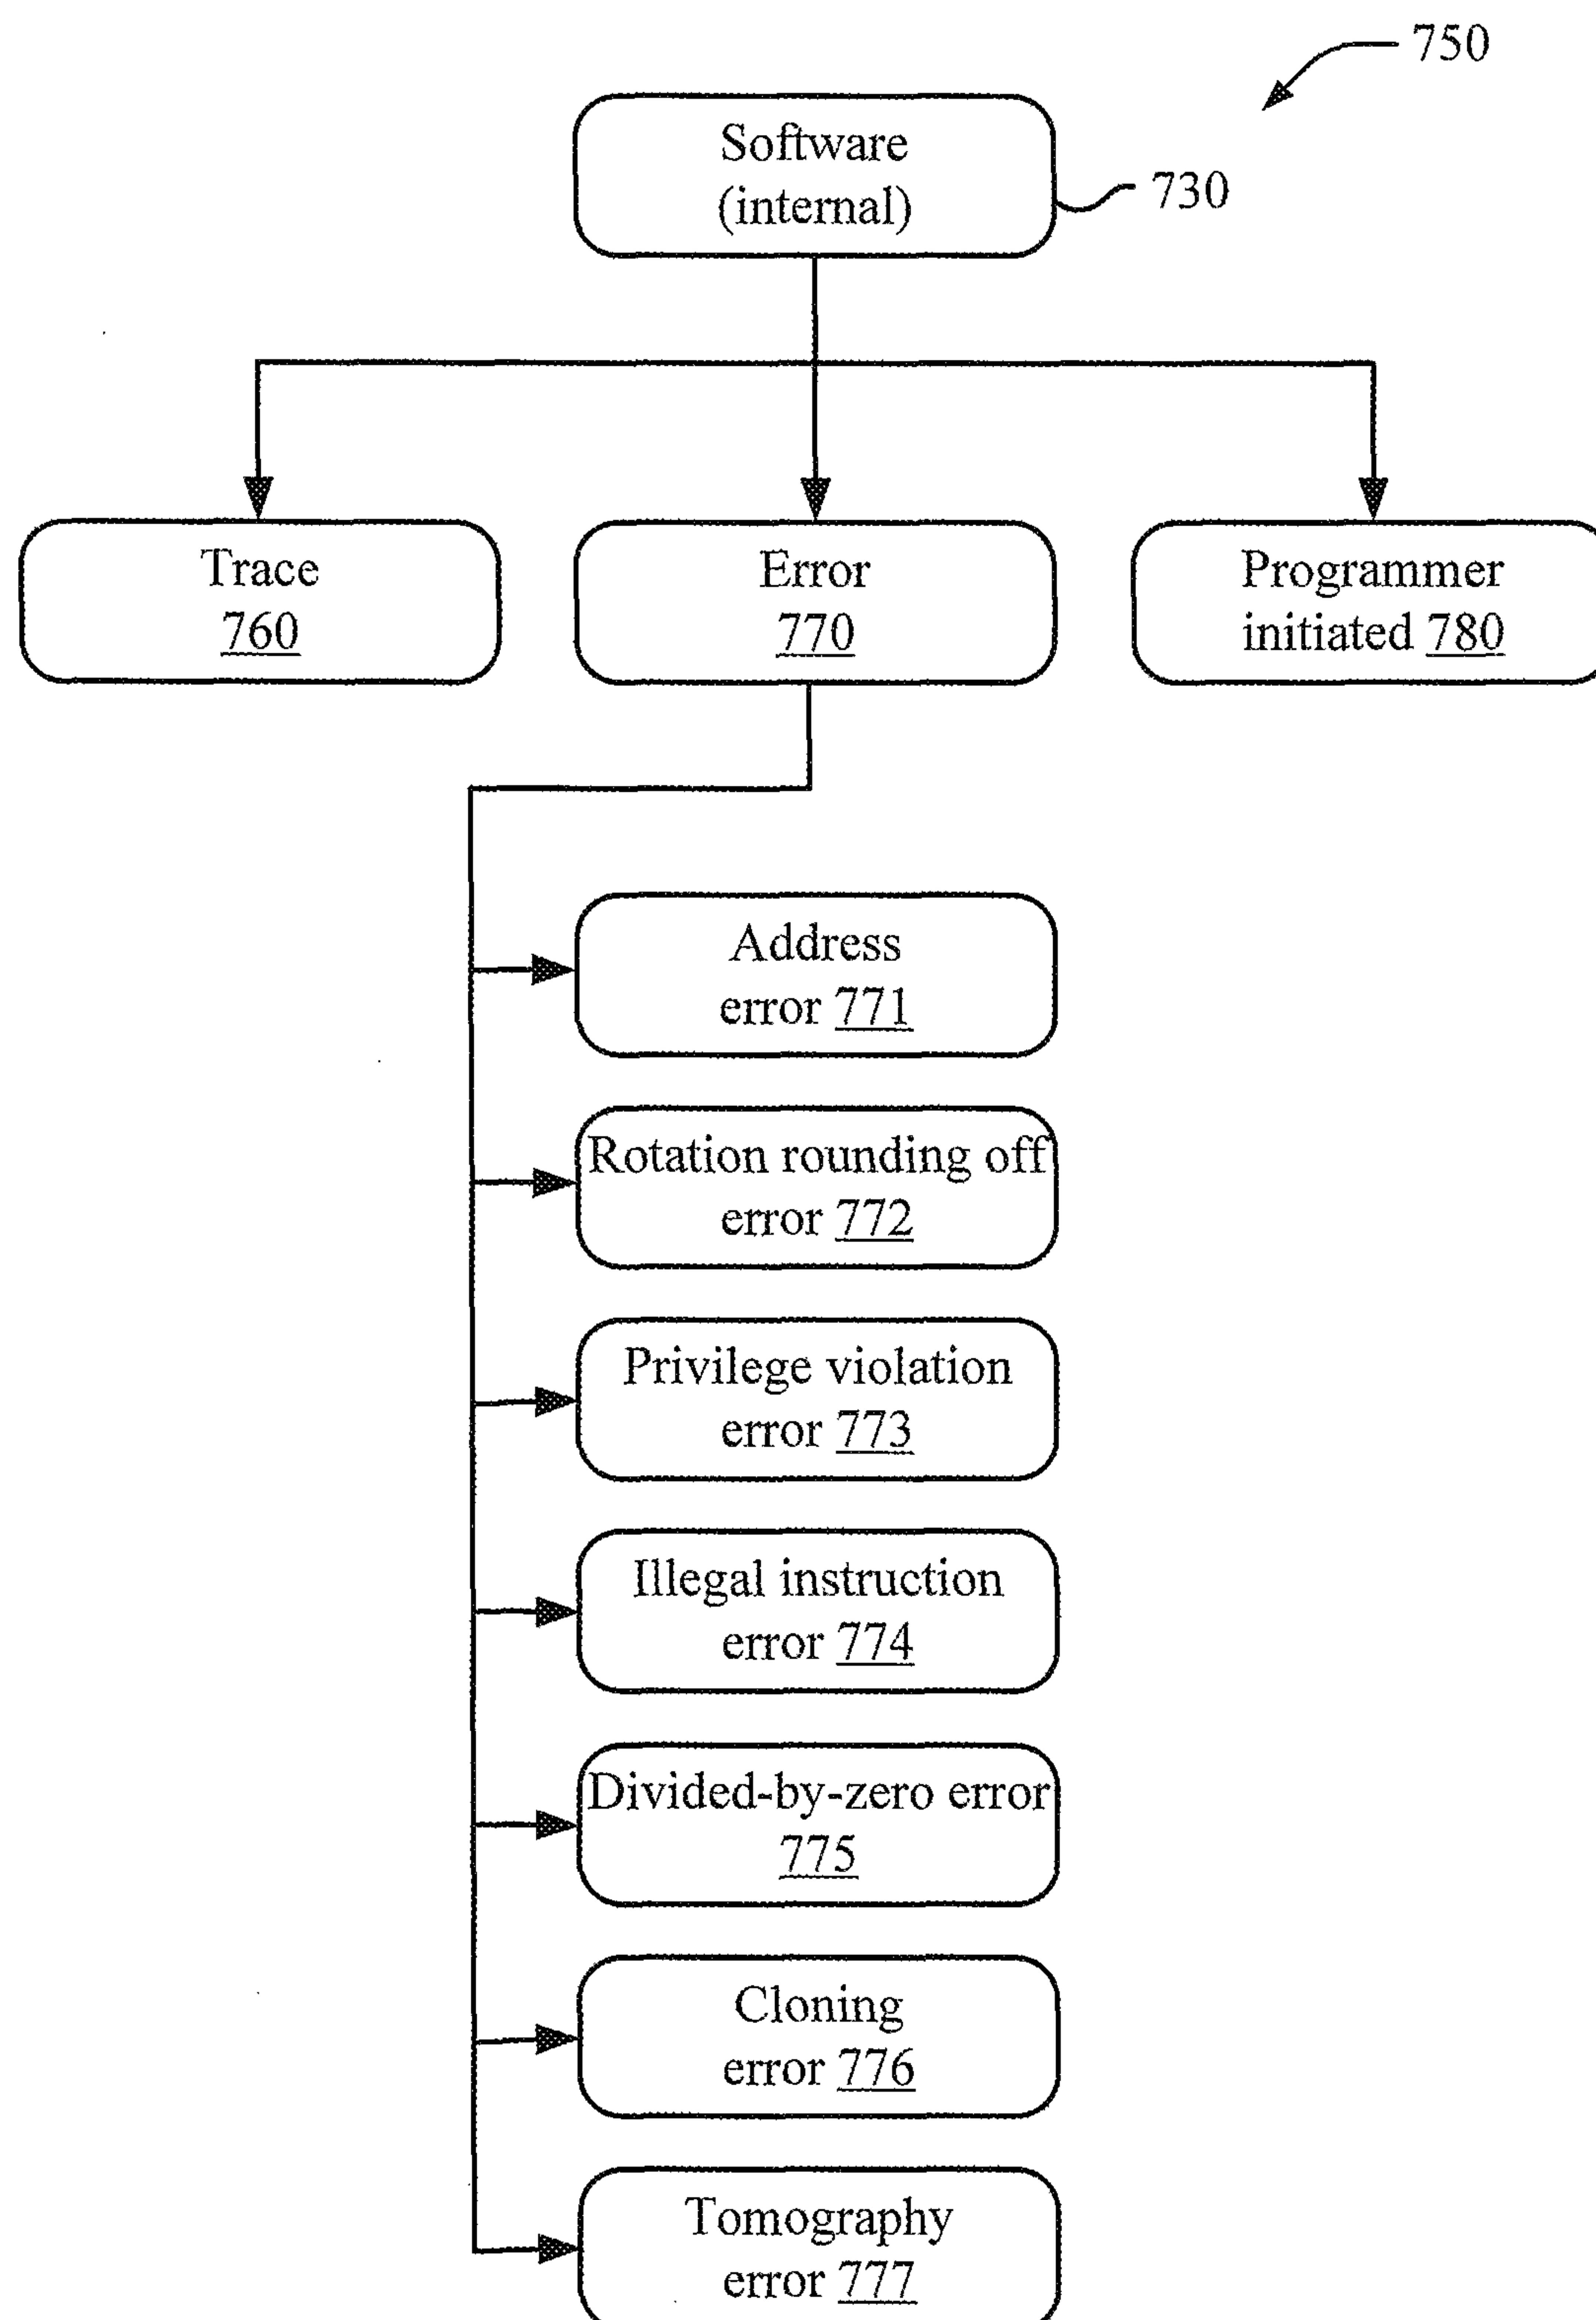 750
Software
(internal)
730
Trace
760
Error
770
Programmer
initiated 780
Address
error 771
Rotation rounding off
error 772
Privilege violation
error 773
Illegal instruction
error 774
Divided-by-zero error
775
Cloning
error 776
Tomography
error 777